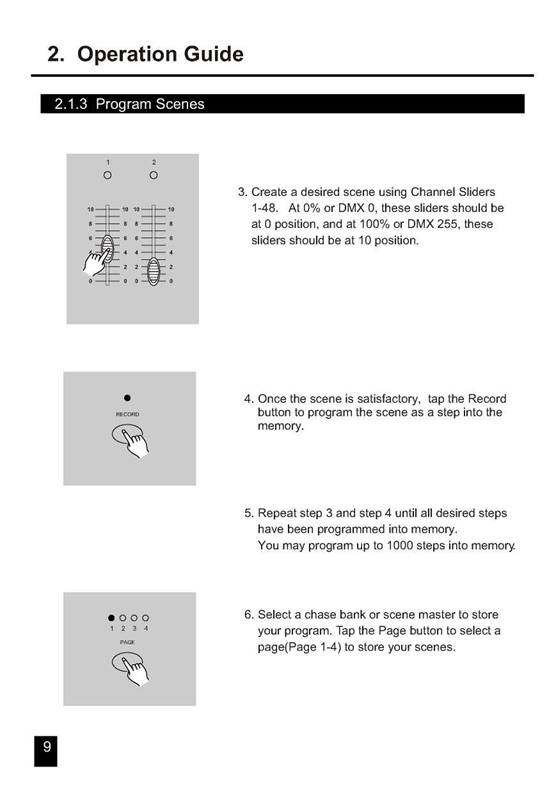 2. Operation Guide
2.1.3 Program Scenes
1 2
10 10 10 10
8 8 8 8
6 6 6 6
4 4 4
2 2 2
0 0 0 0
3. Create a desired scene using Channel Sliders
1-48. At 0% or DMX 0, these sliders should be
at 0 position, and at 100% or DMX 255, these
sliders should be at 10 position.
RECORD
4. Once the scene is satisfactory, tap the Record
button to program the scene as a step into the
memory.
5. Repeat step 3 and step 4 until all desired steps
have been programmed into memory.
You may program up to 1000 steps into memory.
1 2 3 4
PAGE
6. Select a chase bank or scene master to store
your program. Tap the Page button to select a
page(Page 1-4) to store your scenes.
9